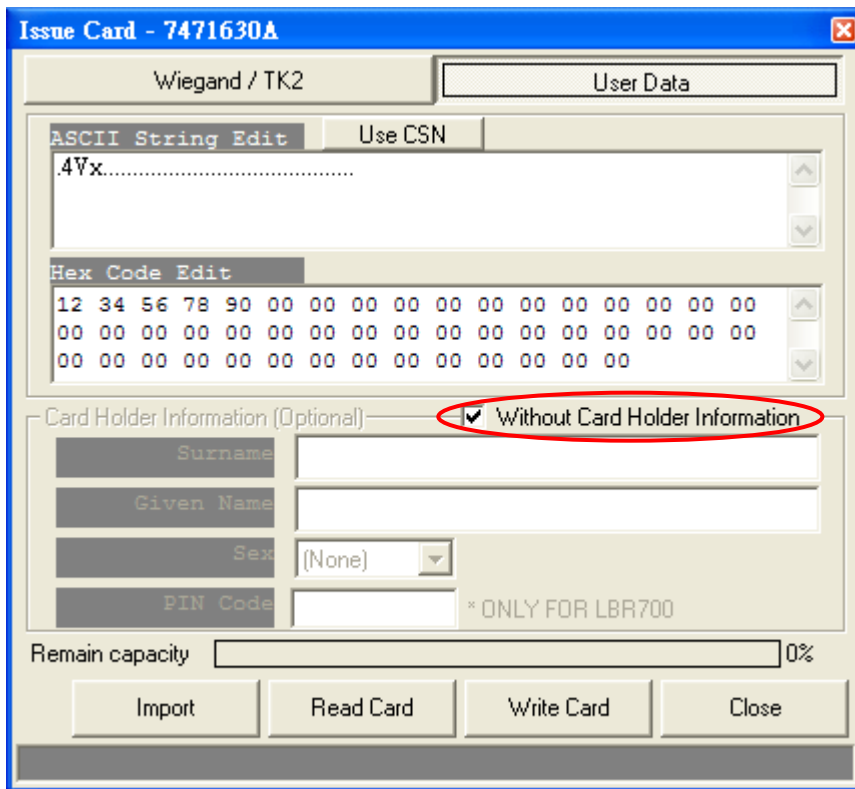 Issue Card - 7471630A
Wiegand / TK2
User Data
ASCII String Edit
Use CSN
.4Vx............................................
Hex Code Edit
12 34 56 78 90 00 00 00 00 00 00 00 00 00 00 00 00
00 00 00 00 00 00 00 00 00 00 00 00 00 00 00 00 00
00 00 00 00 00 00 00 00 00 00 00 00 00 00
Card Holder Information (Optional)
Without Card Holder Information
Surname
Given Name
Sex
(None)
PIN Code
* ONLY FOR LBR700
Remain capacity
0%
Import
Read Card
Write Card
Close